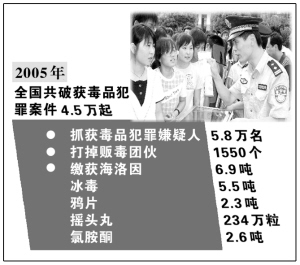 2005年
全国共破获毒品犯
罪案件4.5万起
● 抓获毒品犯罪嫌疑人 5.8万名
● 打掉贩毒团伙 1550个
● 缴获海洛因 6.9吨
冰毒 5.5吨
鸦片 2.3吨
摇头丸 234万粒
氯胺酮 2.6吨